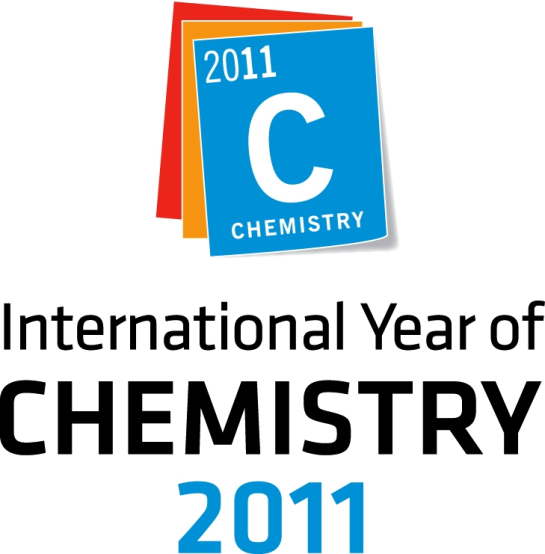 2011
C
CHEMISTRY
International Year of
CHEMISTRY
2011